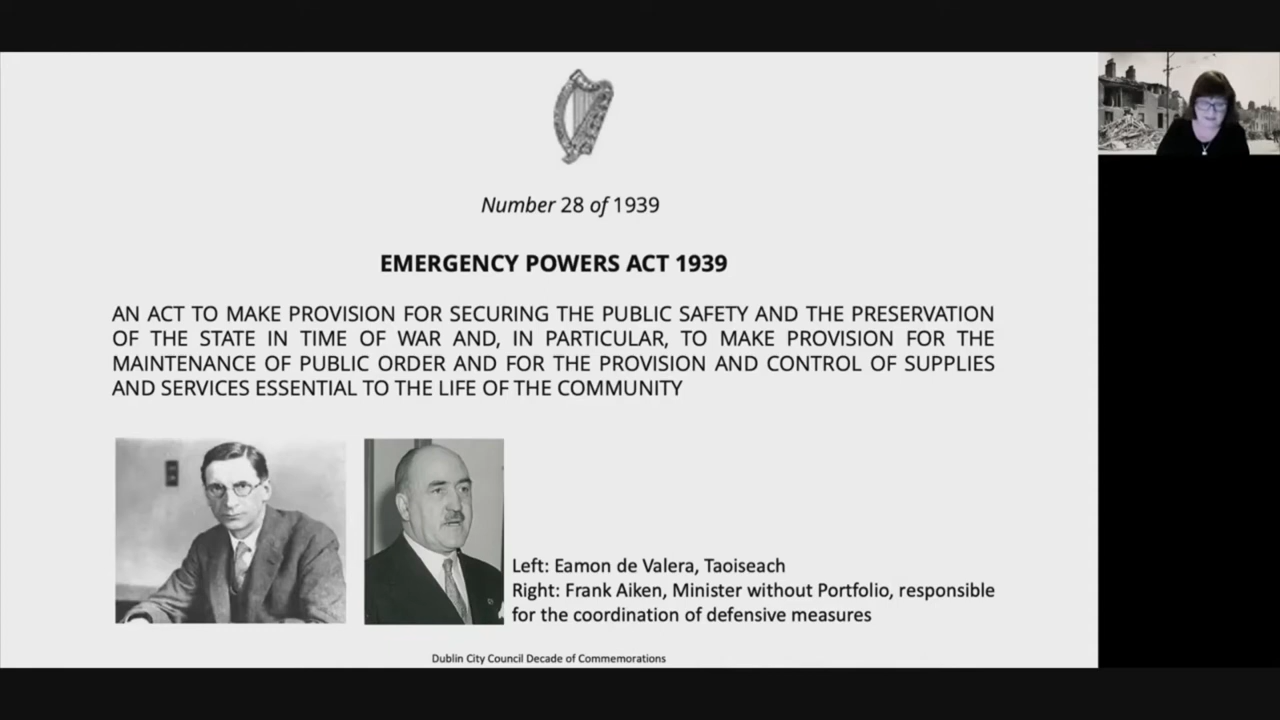 Number 28 of 1939
EMERGENCY POWERS ACT 1939
AN ACT TO MAKE PROVISION FOR SECURING THE PUBLIC SAFETY AND THE PRESERVATION
OF THE STATE IN TIME OF WAR AND, IN PARTICULAR, TO MAKE PROVISION FOR THE
MAINTENANCE OF PUBLIC ORDER AND FOR THE PROVISION AND CONTROL OF SUPPLIES
AND SERVICES ESSENTIAL TO THE LIFE OF THE COMMUNITY
Left: Eamon de Valera, Taoiseach
Right: Frank Aiken, Minister without Portfolio, responsible
for the coordination of defensive measures
Dublin City Council Decade of Commemorations